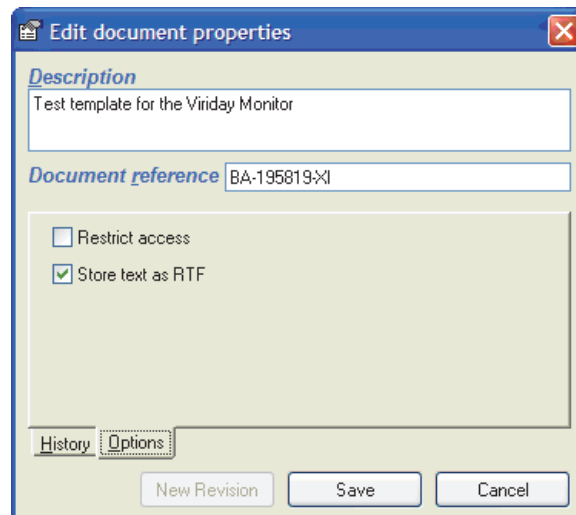 Edit document properties
Description
Test template for the Viriday Monitor
Document reference BA-195819-XI
Restrict access
Store text as RTF
History Options
New Revision Save Cancel